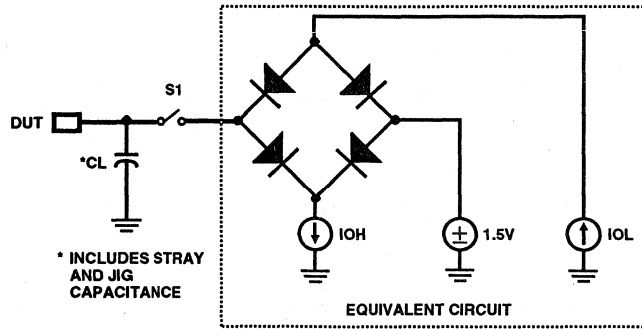 S1
DUT
*CL
IOH
±
1.5V
IOL
* INCLUDES STRAY
AND JIG
CAPACITANCE
EQUIVALENT CIRCUIT